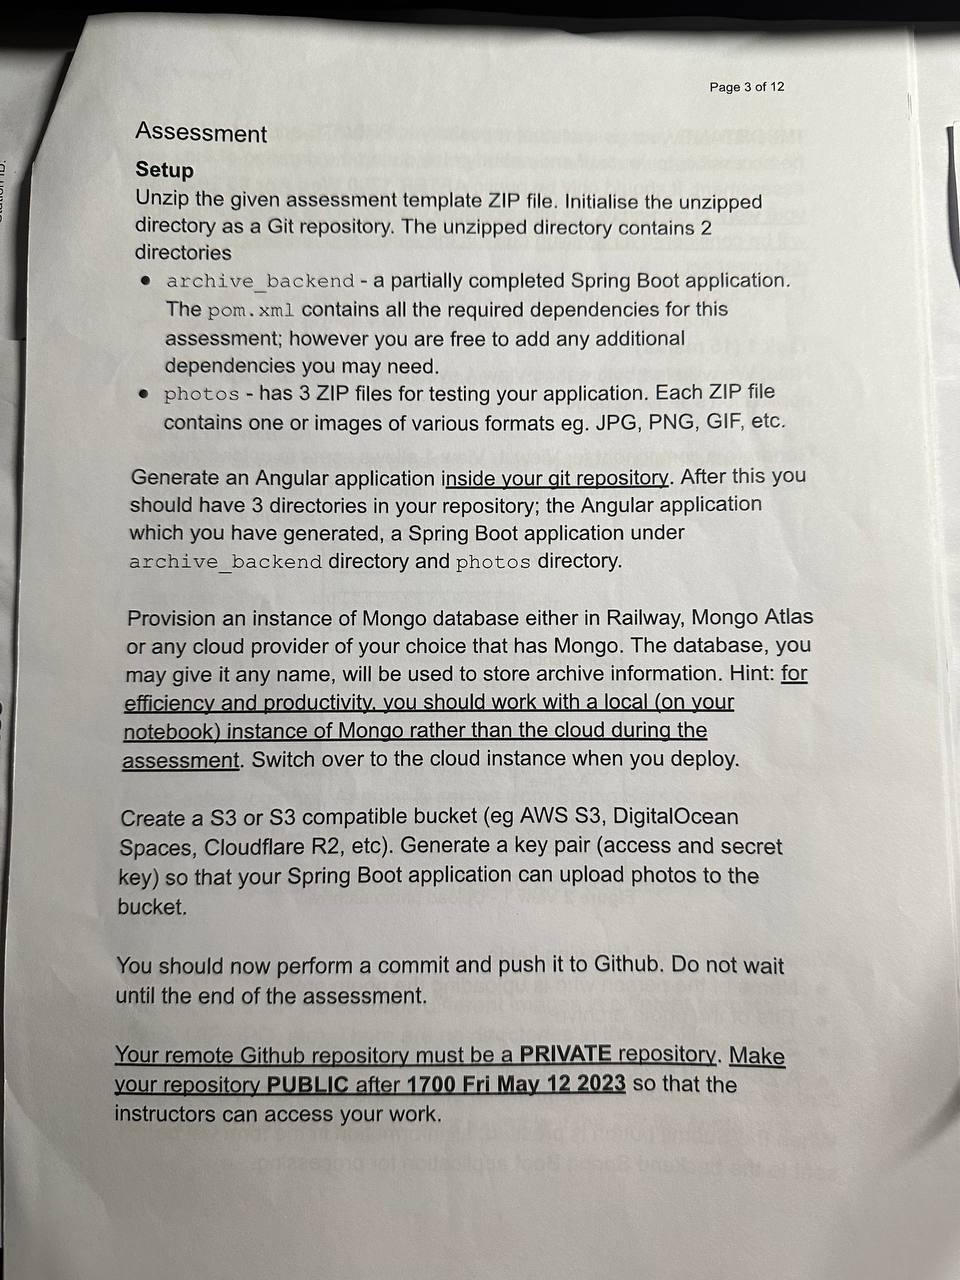 Page 3 of 12
Assessment
Setup
Unzip the given assessment template ZIP file. Initialise the unzipped
directory as a Git repository. The unzipped directory contains 2
directories
● archive_backend - a partially completed Spring Boot application.
The pom.xml contains all the required dependencies for this
assessment; however you are free to add any additional
dependencies you may need.
● photos - has 3 ZIP files for testing your application. Each ZIP file
contains one or images of various formats eg. JPG, PNG, GIF, etc.
Generate an Angular application inside your git repository. After this you
should have 3 directories in your repository; the Angular application
which you have generated, a Spring Boot application under
archive_backend directory and photos directory.
Provision an instance of Mongo database either in Railway, Mongo Atlas
or any cloud provider of your choice that has Mongo. The database, you
may give it any name, will be used to store archive information. Hint: for
efficiency and productivity, you should work with a local (on your
notebook) instance of Mongo rather than the cloud during the
assessment. Switch over to the cloud instance when you deploy.
Create a S3 or S3 compatible bucket (eg AWS S3, DigitalOcean
Spaces, Cloudflare R2, etc). Generate a key pair (access and secret
key) so that your Spring Boot application can upload photos to the
bucket.
You should now perform a commit and push it to Github. Do not wait
until the end of the assessment.
Your remote Github repository must be a PRIVATE repository. Make
your repository PUBLIC after 1700 Fri May 12 2023 so that the
instructors can access your work.